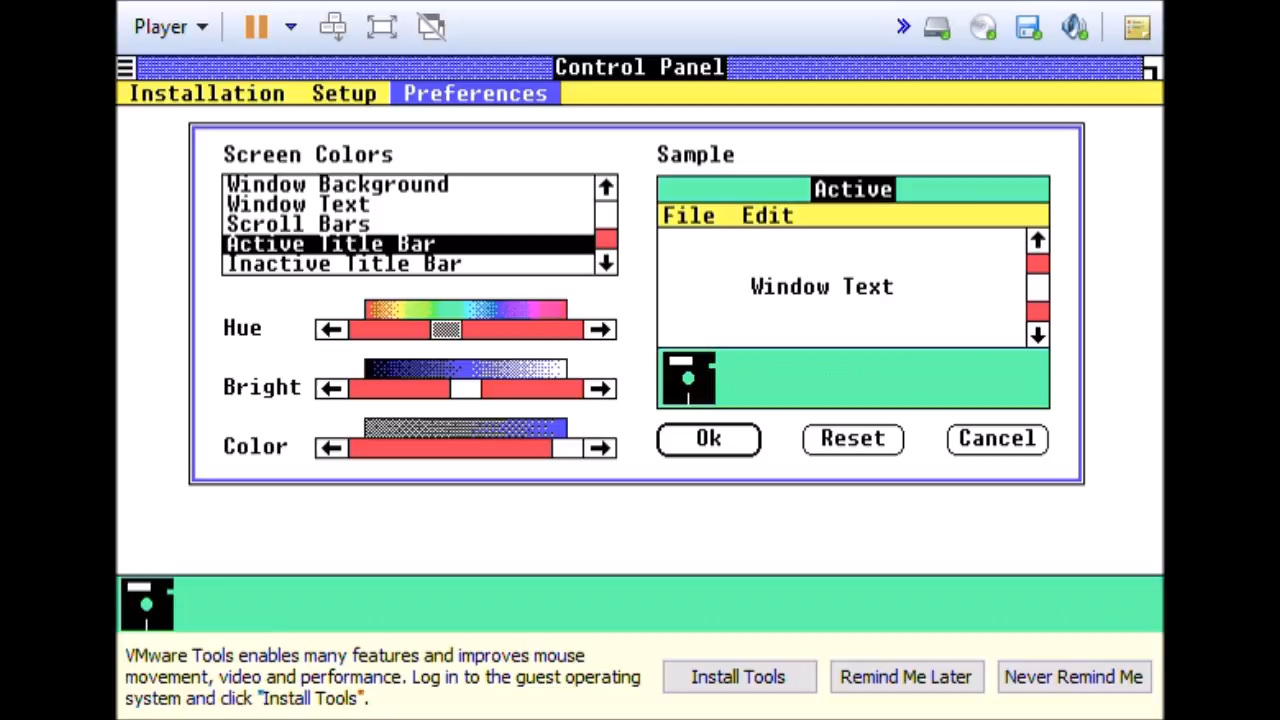 Player
Control Panel
Installation Setup Preferences
Screen Colors
Window Background
Window Text
Scroll Bars
Active Title Bar
Inactive Title Bar
Hue
Bright
Color
Sample
Active
File Edit
Window Text
Ok Reset Cancel
VMware Tools enables many features and improves mouse
movement, video and performance. Log in to the guest operating
system and click "Install Tools".
Install Tools Remind Me Later Never Remind Me